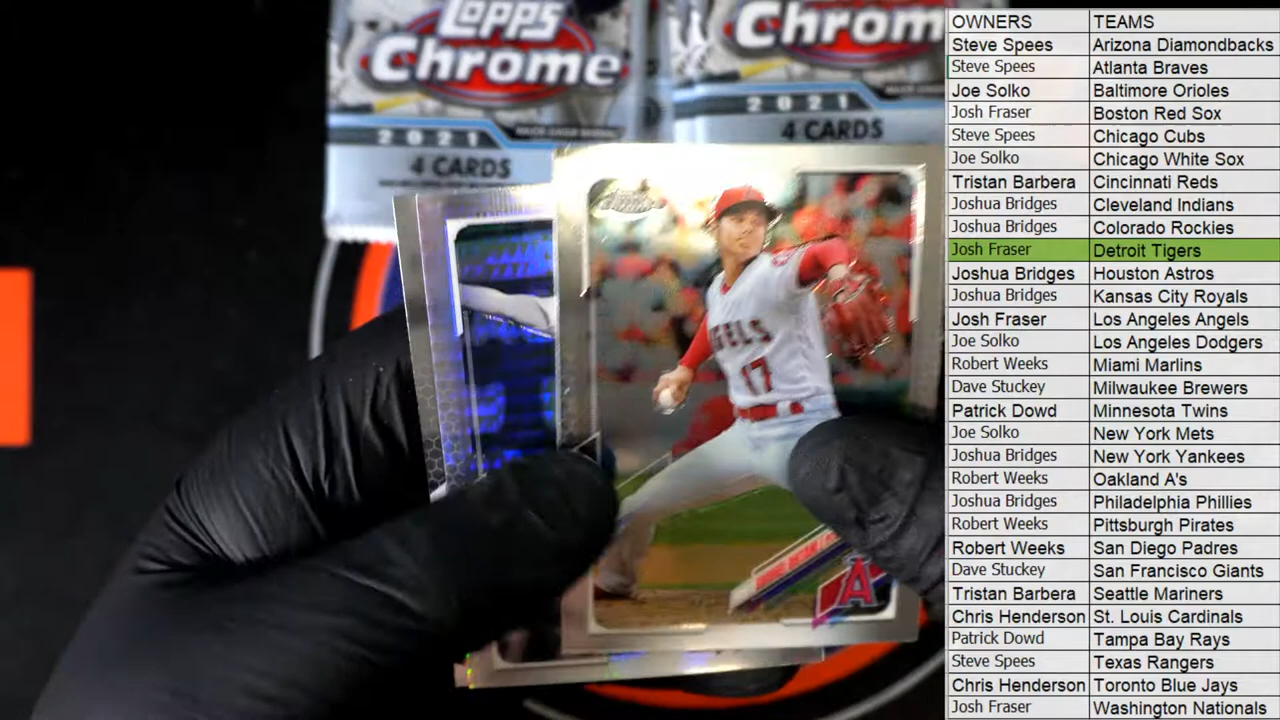 Topps
Chrome
2021
4 CARDS
Chrome
2021
4 CARDS
Chrome
ANGELS
17
A
OWNERS TEAMS
Steve Spees Arizona Diamondbacks
Steve Spees Atlanta Braves
Joe Solko Baltimore Orioles
Josh Fraser Boston Red Sox
Steve Spees Chicago Cubs
Joe Solko Chicago White Sox
Tristan Barbera Cincinnati Reds
Joshua Bridges Cleveland Indians
Joshua Bridges Colorado Rockies
Josh Fraser Detroit Tigers
Joshua Bridges Houston Astros
Joshua Bridges Kansas City Royals
Josh Fraser Los Angeles Angels
Joe Solko Los Angeles Dodgers
Robert Weeks Miami Marlins
Dave Stuckey Milwaukee Brewers
Patrick Dowd Minnesota Twins
Joe Solko New York Mets
Joshua Bridges New York Yankees
Robert Weeks Oakland A's
Joshua Bridges Philadelphia Phillies
Robert Weeks Pittsburgh Pirates
Robert Weeks San Diego Padres
Dave Stuckey San Francisco Giants
Tristan Barbera Seattle Mariners
Chris Henderson St. Louis Cardinals
Patrick Dowd Tampa Bay Rays
Steve Spees Texas Rangers
Chris Henderson Toronto Blue Jays
Josh Fraser Washington Nationals